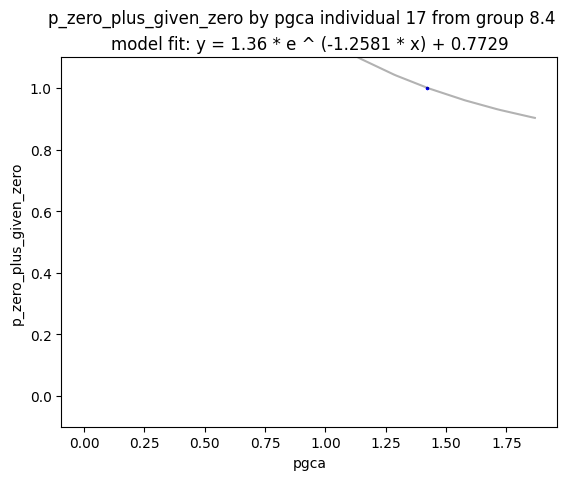 p_zero_plus_given_zero by pgca individual 17 from group 8.4
model fit: y = 1.36 * e ^ (-1.2581 * x) + 0.7729
1.0
0.8
0.6
0.4
0.2
0.0
p_zero_plus_given_zero
0.00 0.25 0.50 0.75 1.00 1.25 1.50 1.75
pgca